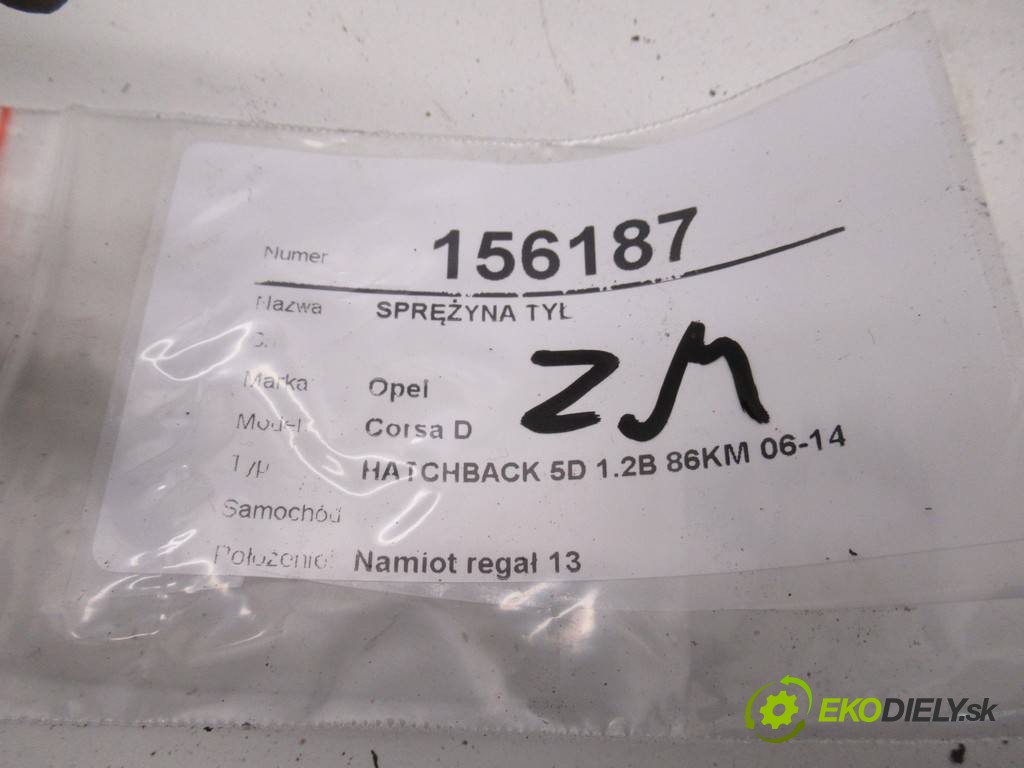 Numer 156187
Nazwa SPRĘŻYNA TYŁ
Marka Opel
Model Corsa D
Typ HATCHBACK 5D 1.2B 86KM 06-14
Samochód
Położenie: Namiot regał 13
ZM
EKODIELY.sk